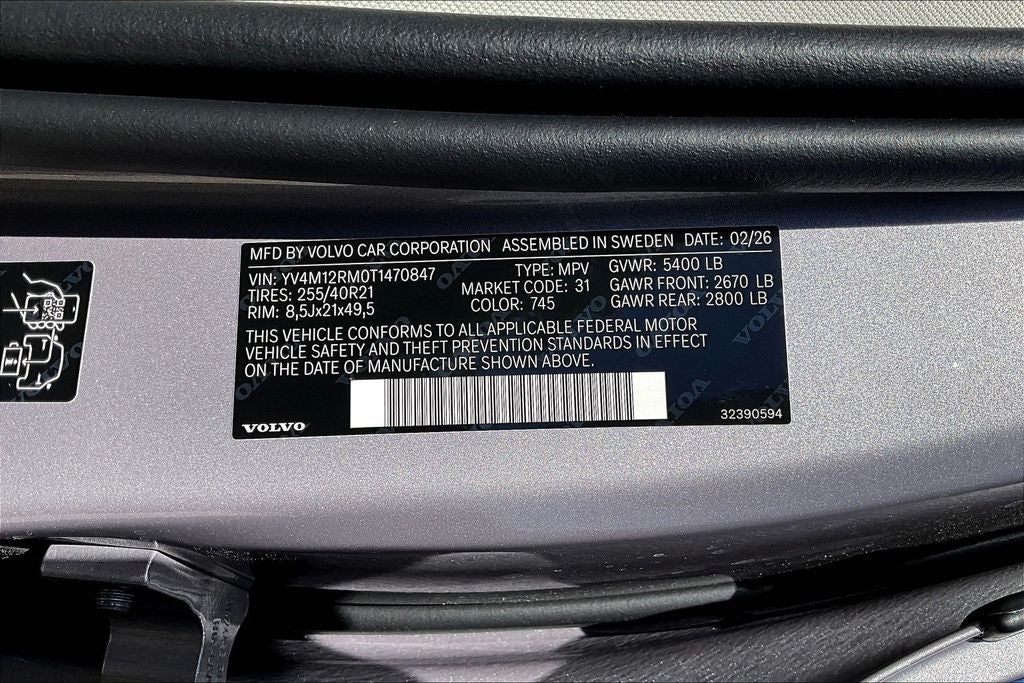 MFD BY VOLVO CAR CORPORATION ASSEMBLED IN SWEDEN DATE: 02/26
VIN: YV4M12RM0T1470847 TYPE: MPV GVWR: 5400 LB
TIRES: 255/40R21 MARKET CODE: 31 GAWR FRONT: 2670 LB
RIM: 8,5Jx21x49,5 COLOR: 745 GAWR REAR: 2800 LB
THIS VEHICLE CONFORMS TO ALL APPLICABLE FEDERAL MOTOR
VEHICLE SAFETY AND THEFT PREVENTION STANDARDS IN EFFECT
ON THE DATE OF MANUFACTURE SHOWN ABOVE.
VOLVO 32390594